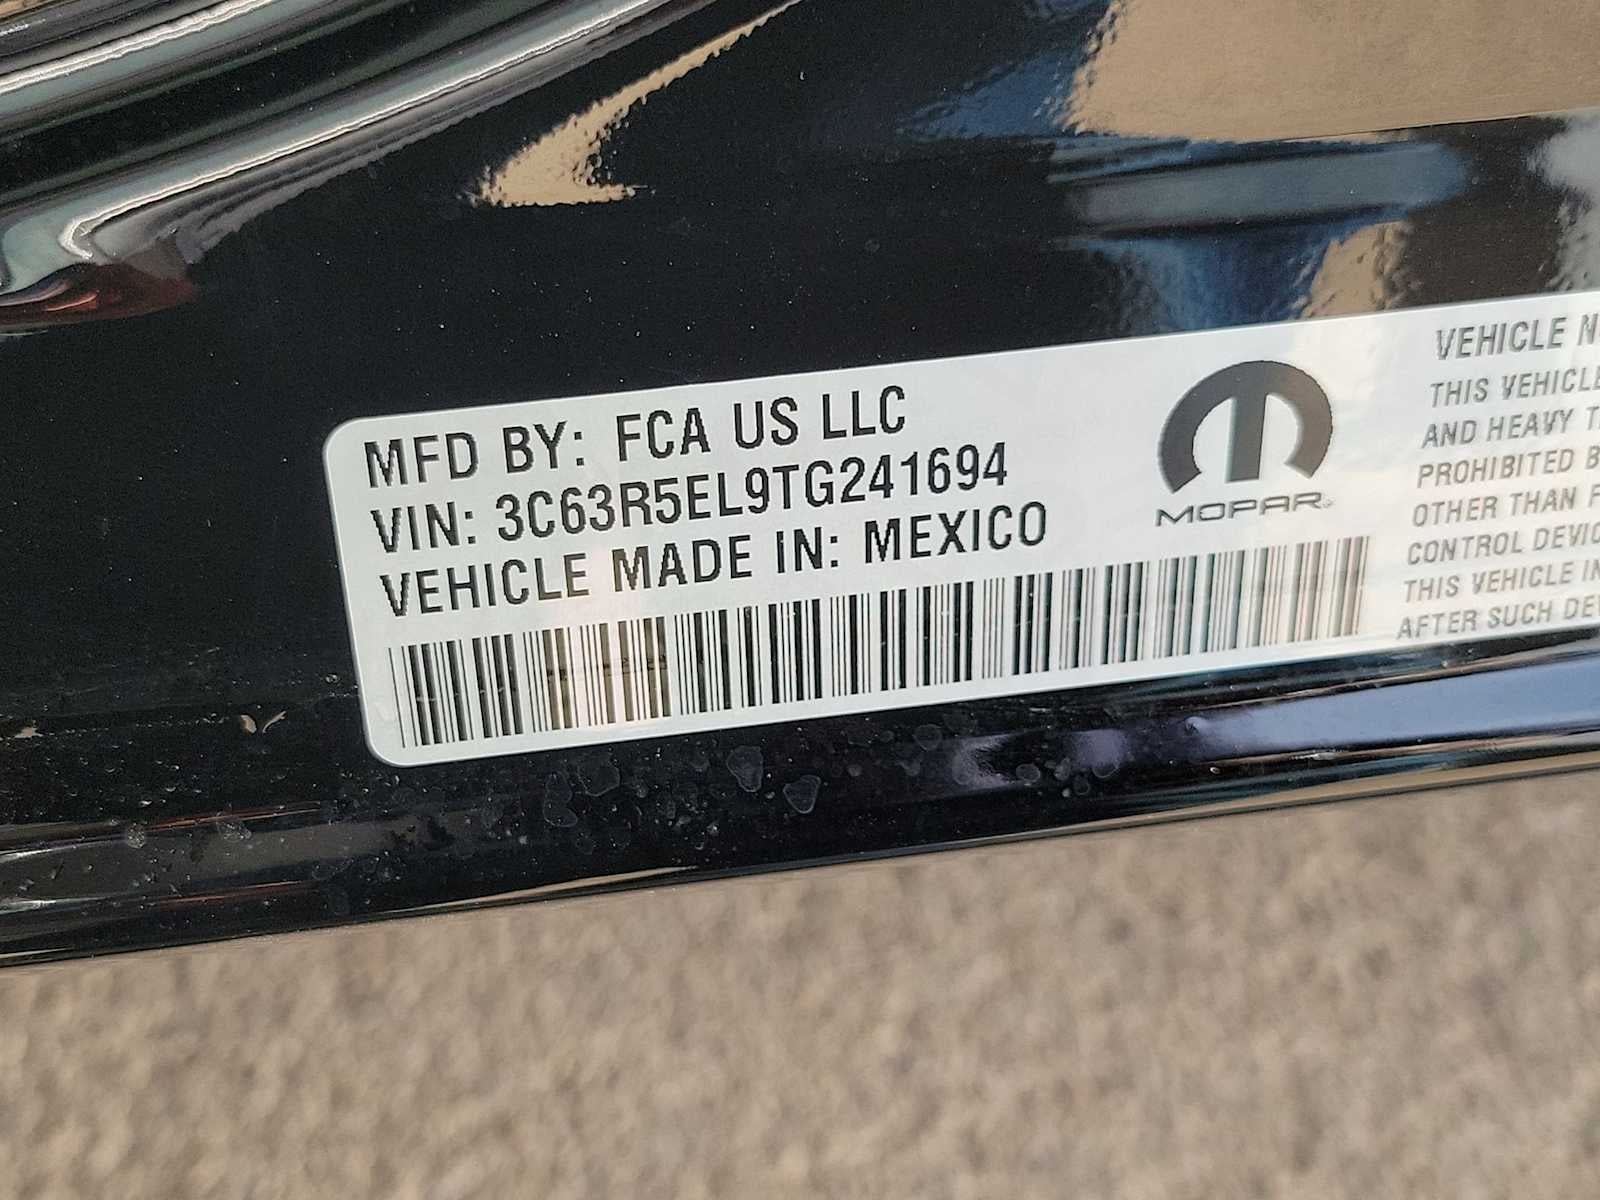 MFD BY: FCA US LLC
VIN: 3C63R5EL9TG241694
VEHICLE MADE IN: MEXICO
MOPAR
VEHICLE
THIS VEHICLE
AND HEAVY
PROHIBITED
OTHER THAN
CONTROL
THIS VEHICLE
AFTER SUCH